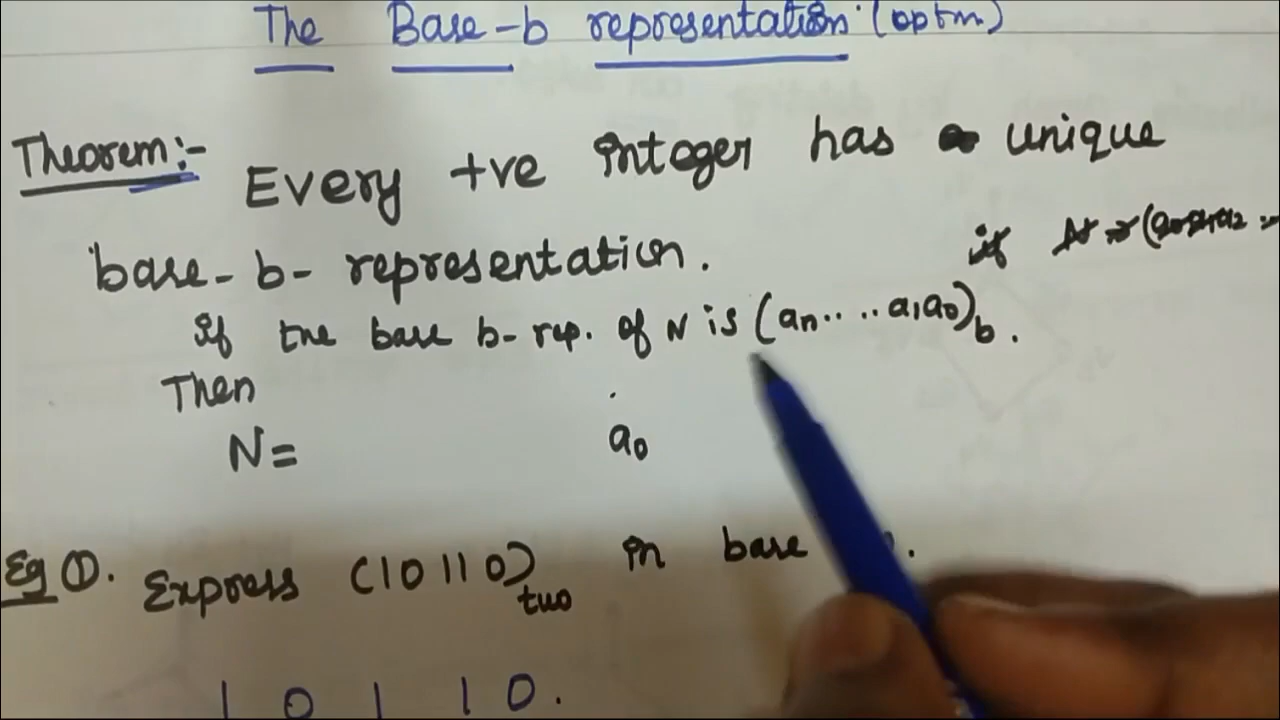 The Base-b representation (optm)
Theorem:- Every +ve integer has unique
base-b- representation.
if the base b-rep. of N is (an.. ..a1a0)b.
Then
N= a0
Eg ①. Express (10110)two in base
1 0 1 1 0.